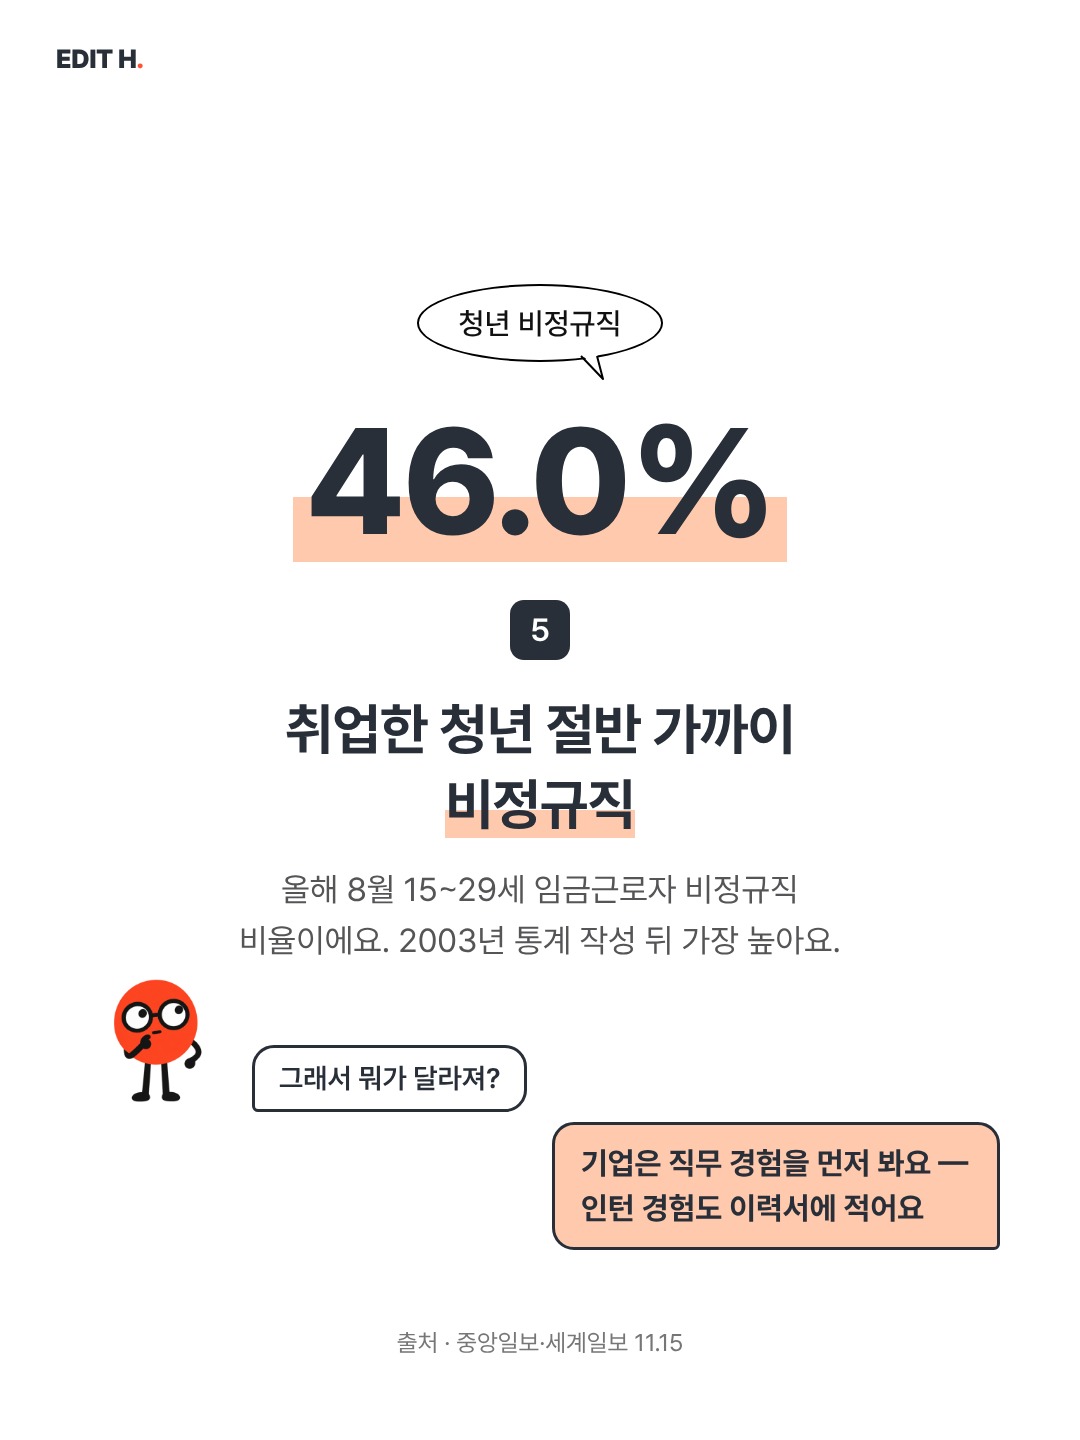 EDIT H.
청년 비정규직
46.0%
5
취업한 청년 절반 가까이
비정규직
올해 8월 15~29세 임금근로자 비정규직
비율이에요. 2003년 통계 작성 뒤 가장 높아요.
그래서 뭐가 달라져?
기업은 직무 경험을 먼저 봐요 —
인턴 경험도 이력서에 적어요
출처 · 중앙일보·세계일보 11.15